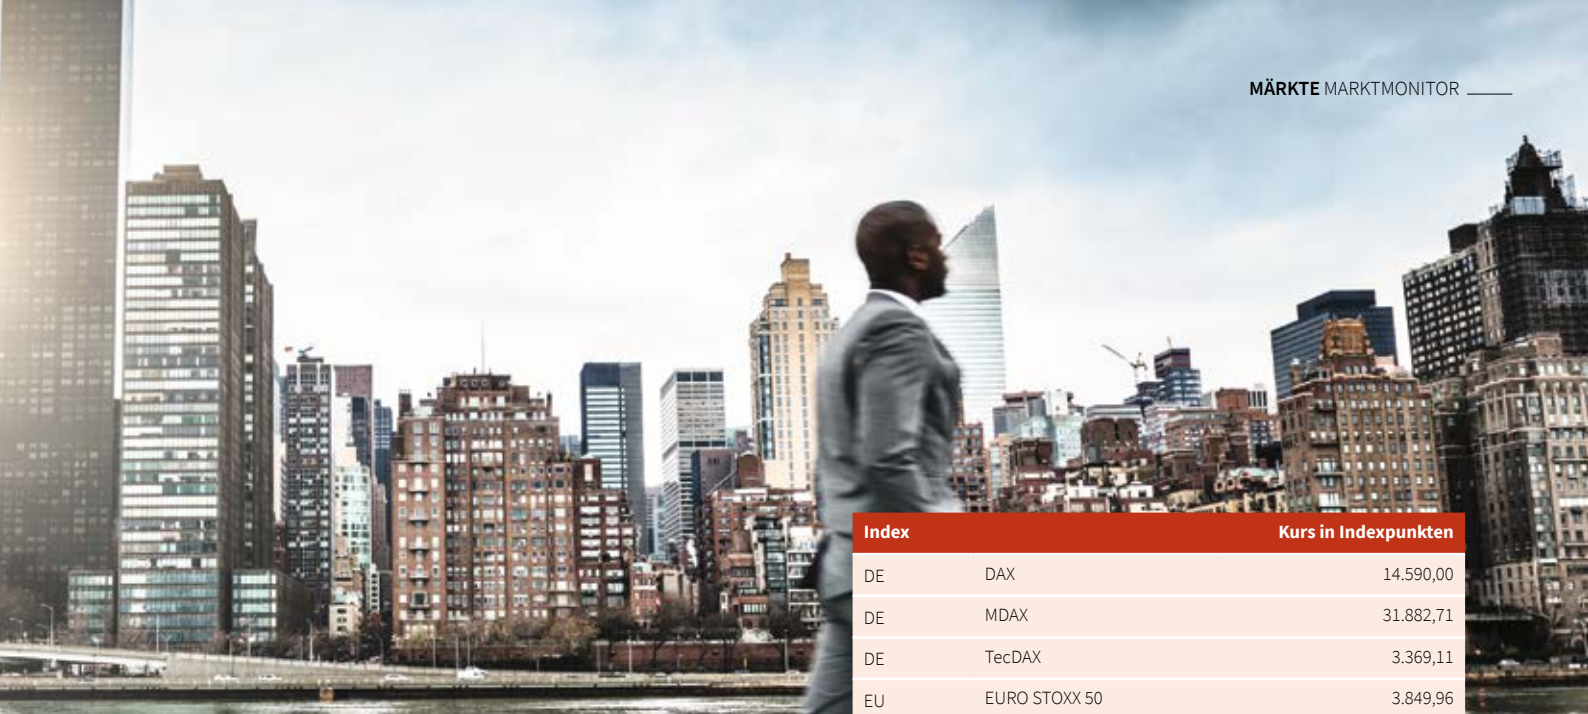 MÄRKTE MARKTMONITOR
Index Kurs in Indexpunkten
DE DAX 14.590,00
DE MDAX 31.882,71
DE TecDAX 3.369,11
EU EURO STOXX 50 3.849,96